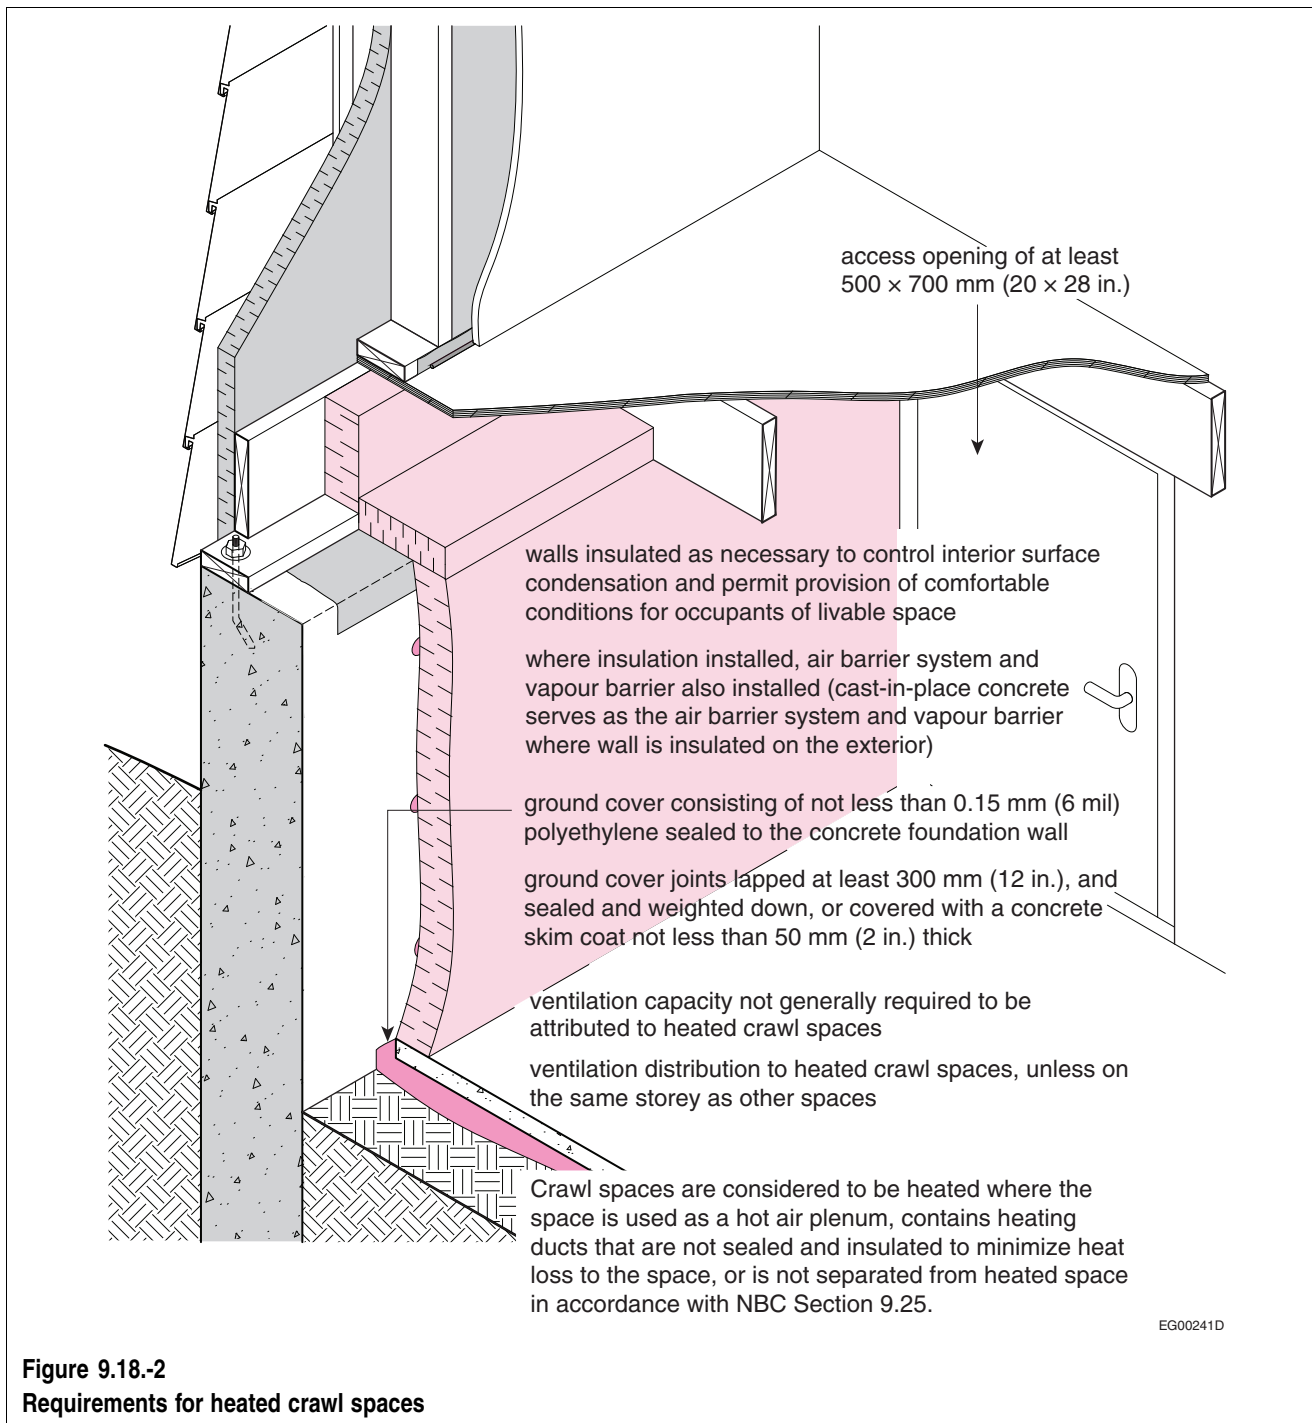 access opening of at least
500 × 700 mm (20 × 28 in.)
walls insulated as necessary to control interior surface
condensation and permit provision of comfortable
conditions for occupants of livable space
where insulation installed, air barrier system and
vapour barrier also installed (cast-in-place concrete
serves as the air barrier system and vapour barrier
where wall is insulated on the exterior)
ground cover consisting of not less than 0.15 mm (6 mil)
polyethylene sealed to the concrete foundation wall
ground cover joints lapped at least 300 mm (12 in.), and
sealed and weighted down, or covered with a concrete
skim coat not less than 50 mm (2 in.) thick
ventilation capacity not generally required to be
attributed to heated crawl spaces
ventilation distribution to heated crawl spaces, unless on
the same storey as other spaces
Crawl spaces are considered to be heated where the
space is used as a hot air plenum, contains heating
ducts that are not sealed and insulated to minimize heat
loss to the space, or is not separated from heated space
in accordance with NBC Section 9.25.
EG00241D
Figure 9.18.-2
Requirements for heated crawl spaces